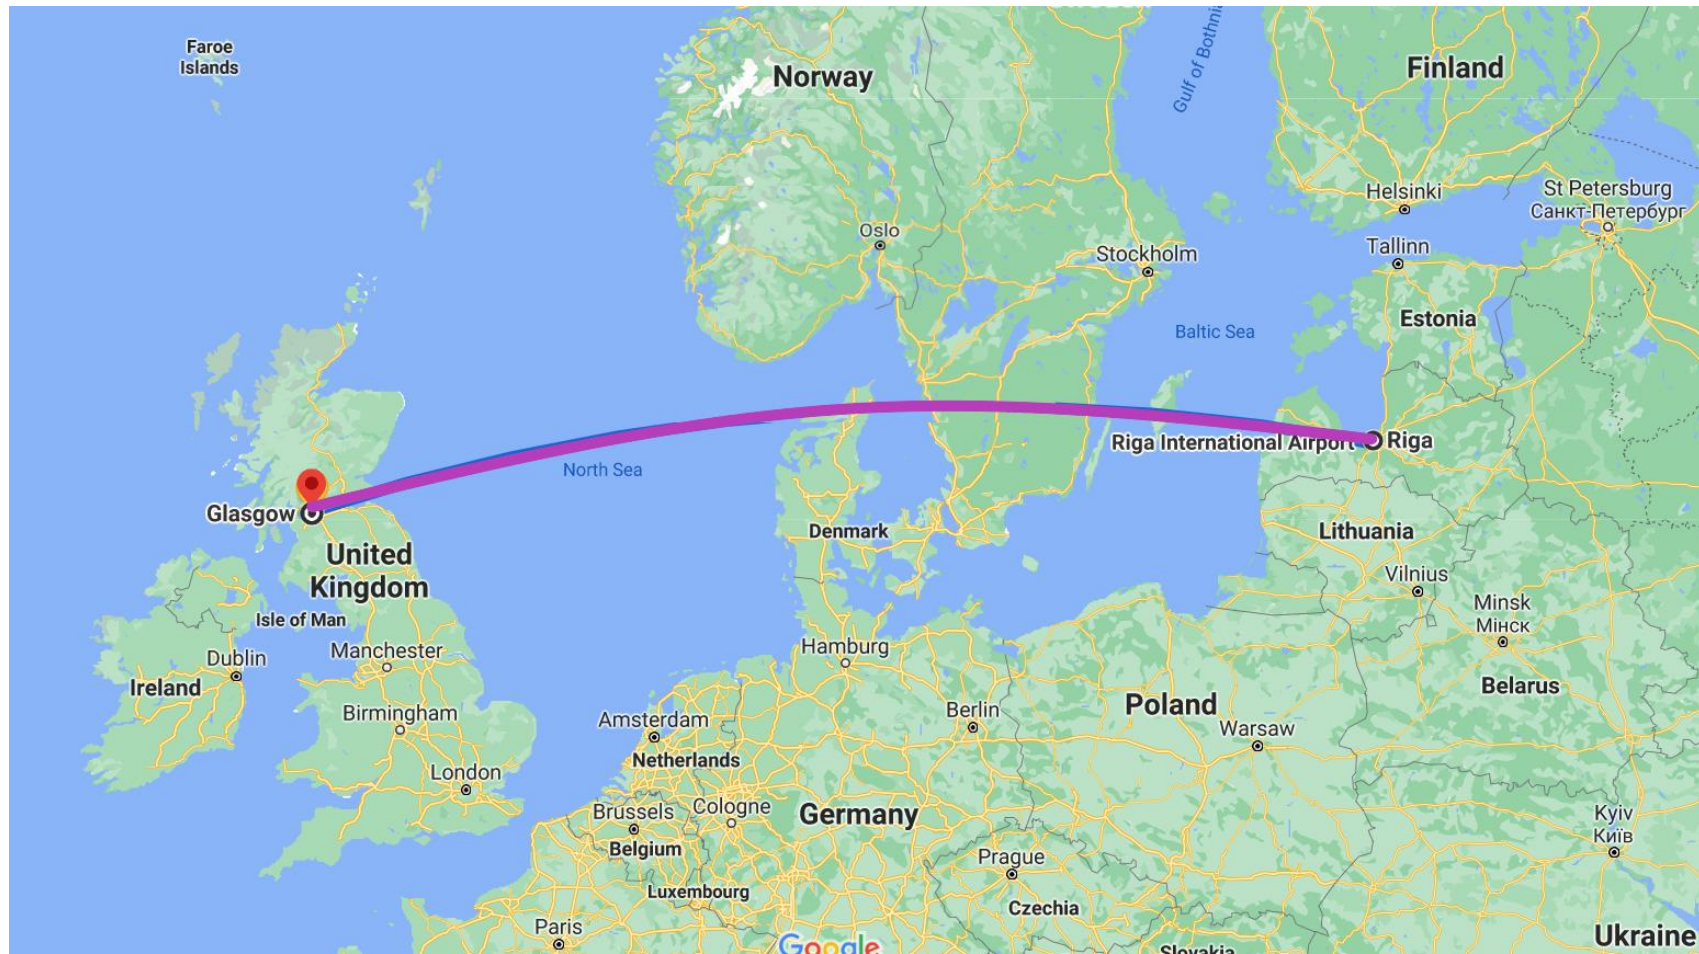 Faroe
Islands
Norway
Gulf of Bothni
Finland
Helsinki
St Petersburg
Санкт-Петербург
Oslo
Stockholm
Tallinn
Baltic Sea
Estonia
Riga International Airport
Riga
North Sea
Glasgow
United
Kingdom
Denmark
Lithuania
Vilnius
Isle of Man
Minsk
Мінск
Manchester
Dublin
Ireland
Hamburg
Belarus
Birmingham
Amsterdam
Berlin
Poland
Warsaw
Netherlands
London
Brussels
Cologne
Germany
Kyiv
Київ
Belgium
Prague
Luxembourg
Czechia
Paris
Google
Slovakia
Ukraine